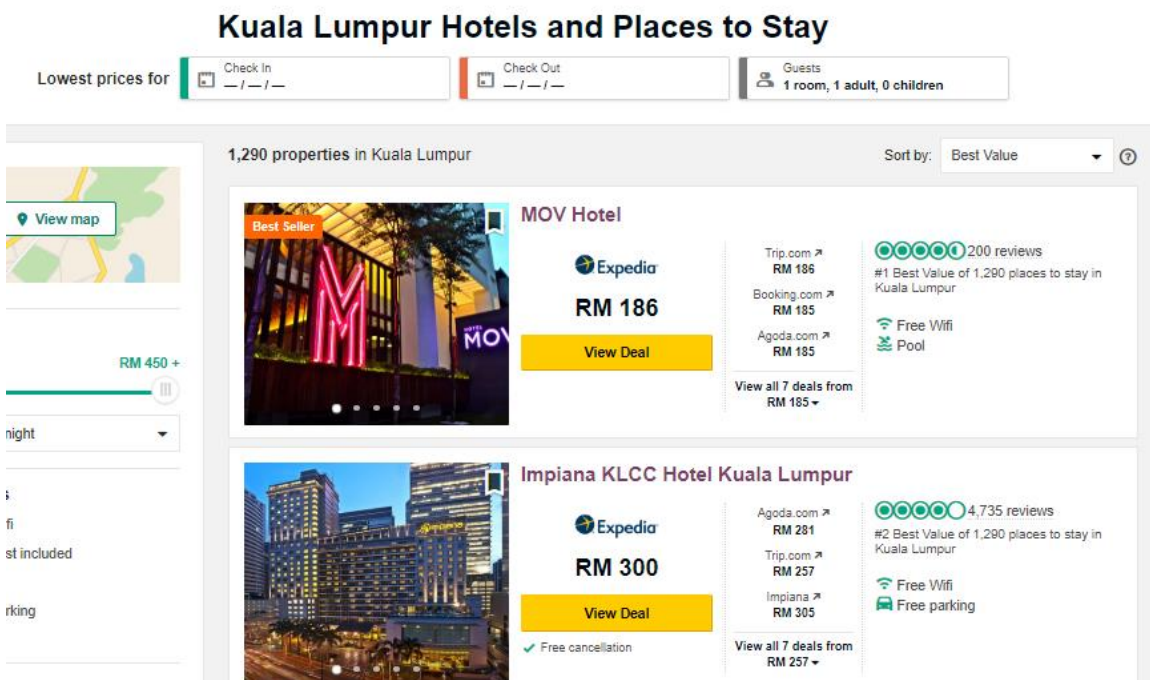 Kuala Lumpur Hotels and Places to Stay
Lowest prices for
Check In
— / — / —
Check Out
— / — / —
Guests
1 room, 1 adult, 0 children
1,290 properties in Kuala Lumpur
Sort by:
Best Value
View map
RM 450 +
night
s
fi
st included
rking
Best Seller
HOTEL
MOV
MOV Hotel
Expedia
RM 186
View Deal
Trip.com
RM 186
Booking.com
RM 185
Agoda.com
RM 185
View all 7 deals from
RM 185
200 reviews
#1 Best Value of 1,290 places to stay in
Kuala Lumpur
Free Wifi
Pool
Impiana KLCC Hotel Kuala Lumpur
Expedia
RM 300
View Deal
Free cancellation
Agoda.com
RM 281
Trip.com
RM 257
Impiana
RM 305
View all 7 deals from
RM 257
4,735 reviews
#2 Best Value of 1,290 places to stay in
Kuala Lumpur
Free Wifi
Free parking